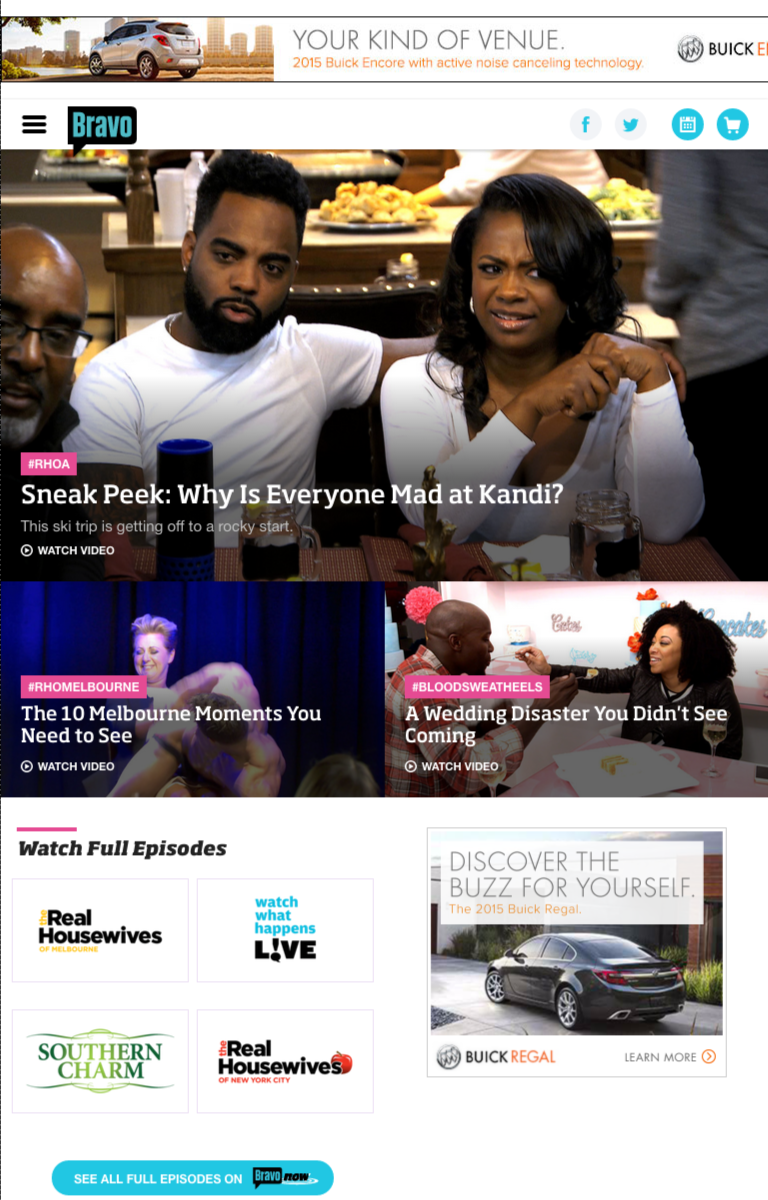 YOUR KIND OF VENUE.
2015 Buick Encore with active noise canceling technology.
BUICK
Bravo
#RHOA
Sneak Peek: Why Is Everyone Mad at Kandi?
This ski trip is getting off to a rocky start.
WATCH VIDEO
#RHOMELBOURNE
The 10 Melbourne Moments You
Need to See
WATCH VIDEO
Cakes
Cupcakes
#BLOODSWEATHEELS
A Wedding Disaster You Didn't See
Coming
WATCH VIDEO
Watch Full Episodes
the Real
Housewives
OF MELBOURNE
watch
what
happens
L!VE
SOUTHERN
CHARM
the Real
Housewives
OF NEW YORK CITY
SEE ALL FULL EPISODES ON Bravo now
DISCOVER THE
BUZZ FOR YOURSELF.
The 2015 Buick Regal.
BUICK REGAL
LEARN MORE